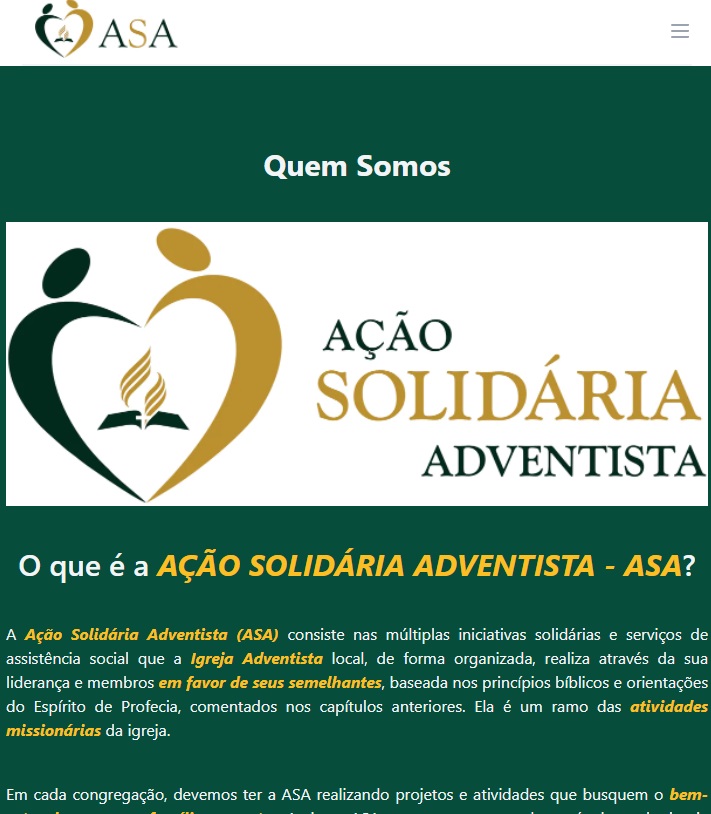 ASA
Quem Somos
AÇÃO
SOLIDÁRIA
ADVENTISTA
O que é a AÇÃO SOLIDÁRIA ADVENTISTA - ASA?
A Ação Solidária Adventista (ASA) consiste nas múltiplas iniciativas solidárias e serviços de
assistência social que a Igreja Adventista local, de forma organizada, realiza através da sua
liderança e membros em favor de seus semelhantes, baseada nos princípios bíblicos e orientações
do Espírito de Profecia, comentados nos capítulos anteriores. Ela é um ramo das atividades
missionárias da igreja.
Em cada congregação, devemos ter a ASA realizando projetos e atividades que busquem o bem-